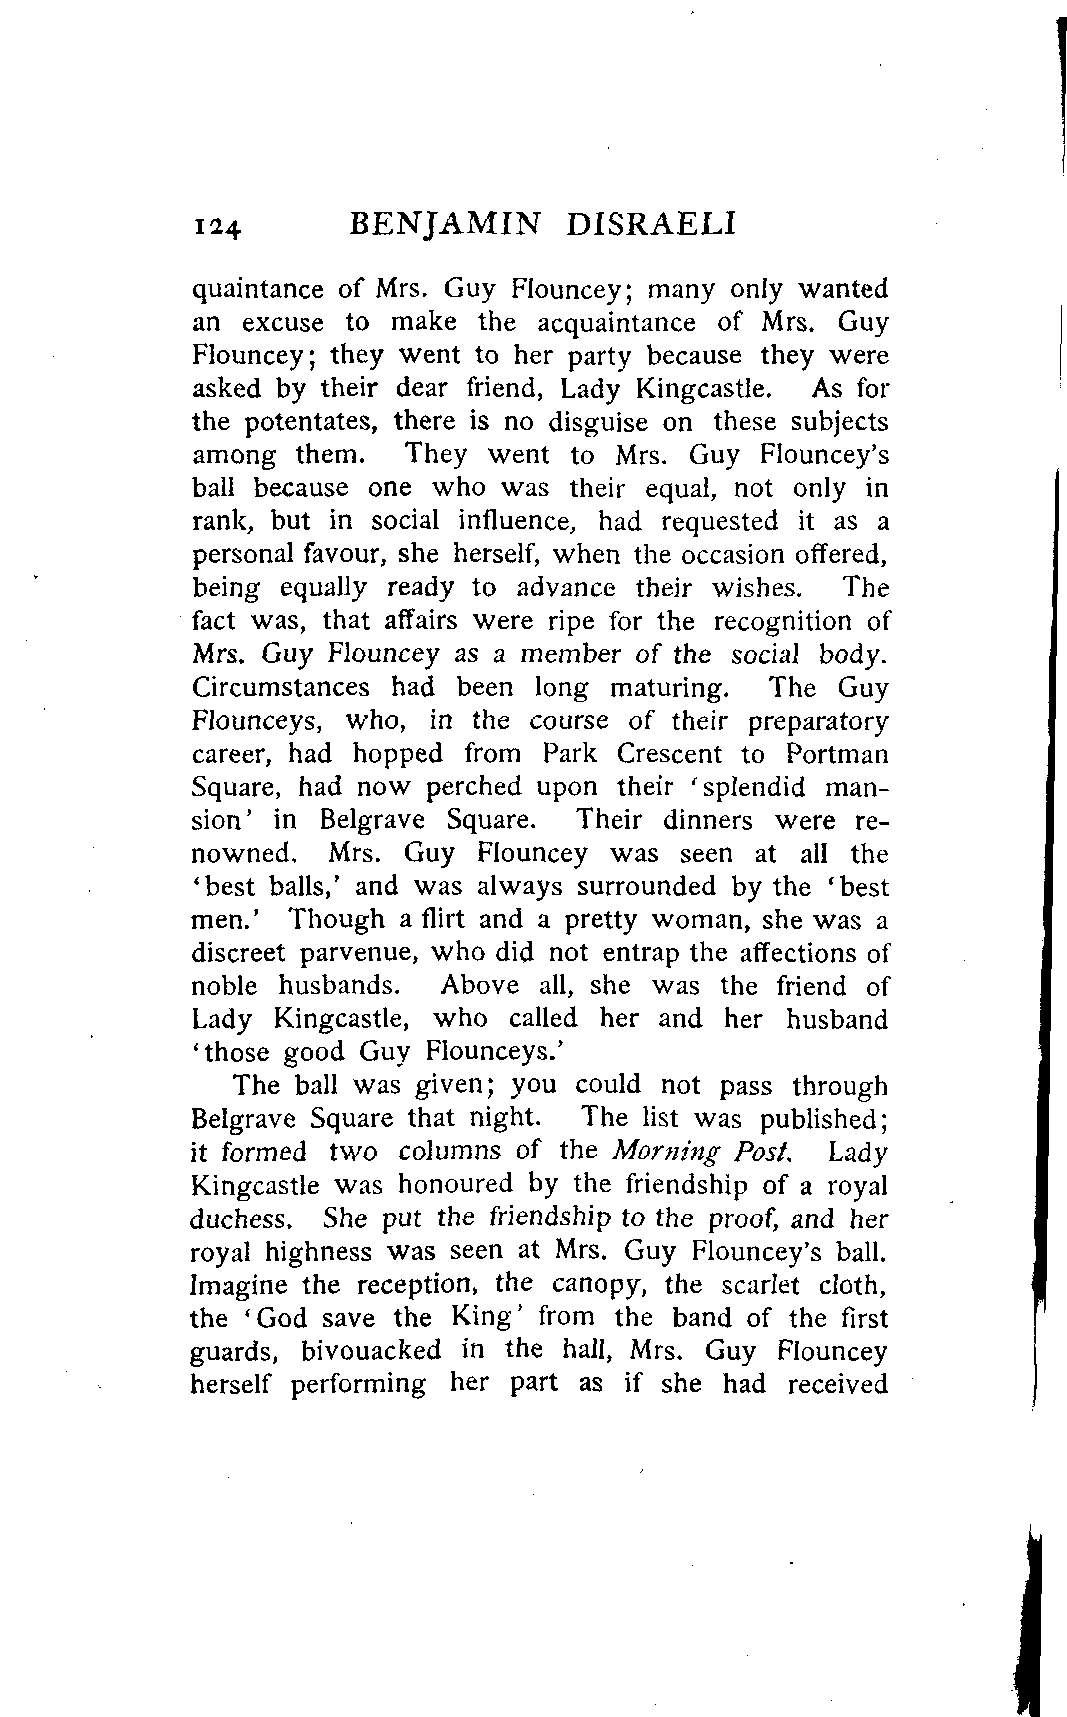 124 BENJAMIN DISRAELI
quaintance of Mrs. Guy Flouncey; many only wanted
an excuse to make the acquaintance of Mrs. Guy
Flouncey; they went to her party because they were
asked by their dear friend, Lady Kingcastle. As for
the potentates, there is no disguise on these subjects
among them. They went to Mrs. Guy Flouncey's
ball because one who was their equal, not only in
rank, but in social influence, had requested it as a
personal favour, she herself, when the occasion offered,
being equally ready to advance their wishes. The
fact was, that affairs were ripe for the recognition of
Mrs. Guy Flouncey as a member of the social body.
Circumstances had been long maturing. The Guy
Flounceys, who, in the course of their preparatory
career, had hopped from Park Crescent to Portman
Square, had now perched upon their 'splendid man-
sion' in Belgrave Square. Their dinners were re-
nowned. Mrs. Guy Flouncey was seen at all the
'best balls,' and was always surrounded by the 'best
men.' Though a flirt and a pretty woman, she was a
discreet parvenue, who did not entrap the affections of
noble husbands. Above all, she was the friend of
Lady Kingcastle, who called her and her husband
'those good Guy Flounceys.'
The ball was given; you could not pass through
Belgrave Square that night. The list was published;
it formed two columns of the Morning Post. Lady
Kingcastle was honoured by the friendship of a royal
duchess. She put the friendship to the proof, and her
royal highness was seen at Mrs. Guy Flouncey's ball.
Imagine the reception, the canopy, the scarlet cloth,
the 'God save the King' from the band of the first
guards, bivouacked in the hall, Mrs. Guy Flouncey
herself performing her part as if she had received